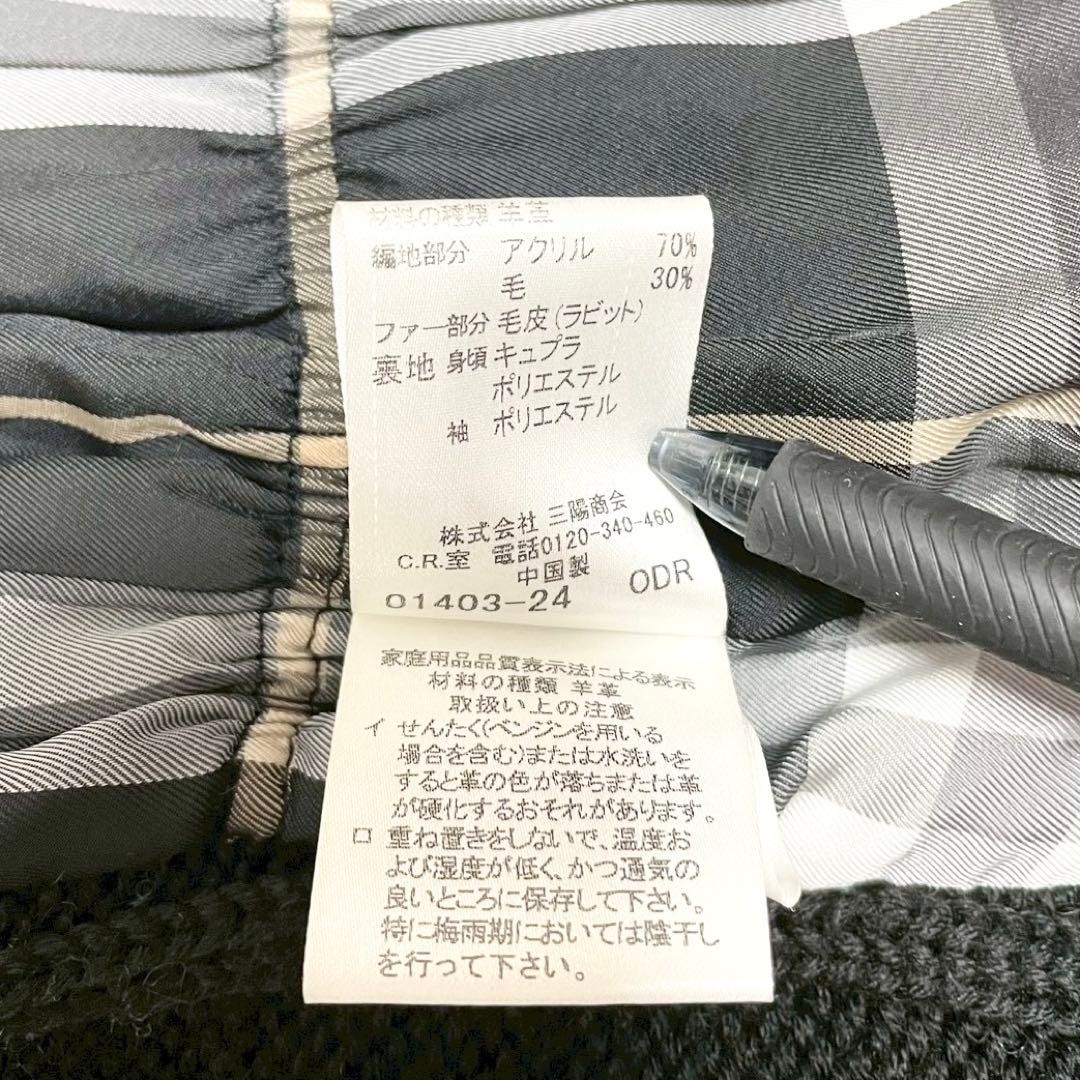 材料の種類 羊革
編地部分 アクリル 70%
毛 30%
ファー部分 毛皮(ラビット)
裏地 身頃 キュプラ
ポリエステル
袖 ポリエステル
株式会社 三陽商会
C.R.室 電話0120-340-460
中国製
01403-24 ODR
家庭用品品質表示法による表示
材料の種類 羊革
取扱い上の注意
イ せんたく(ベンジンを用いる
場合を含む)または水洗いを
すると革の色が落ちまたは革
が硬化するおそれがあります。
ロ 重ね置きをしないで、温度お
よび湿度が低く、かつ通気の
良いところに保存して下さい。
特に梅雨期においては陰干し
を行って下さい。